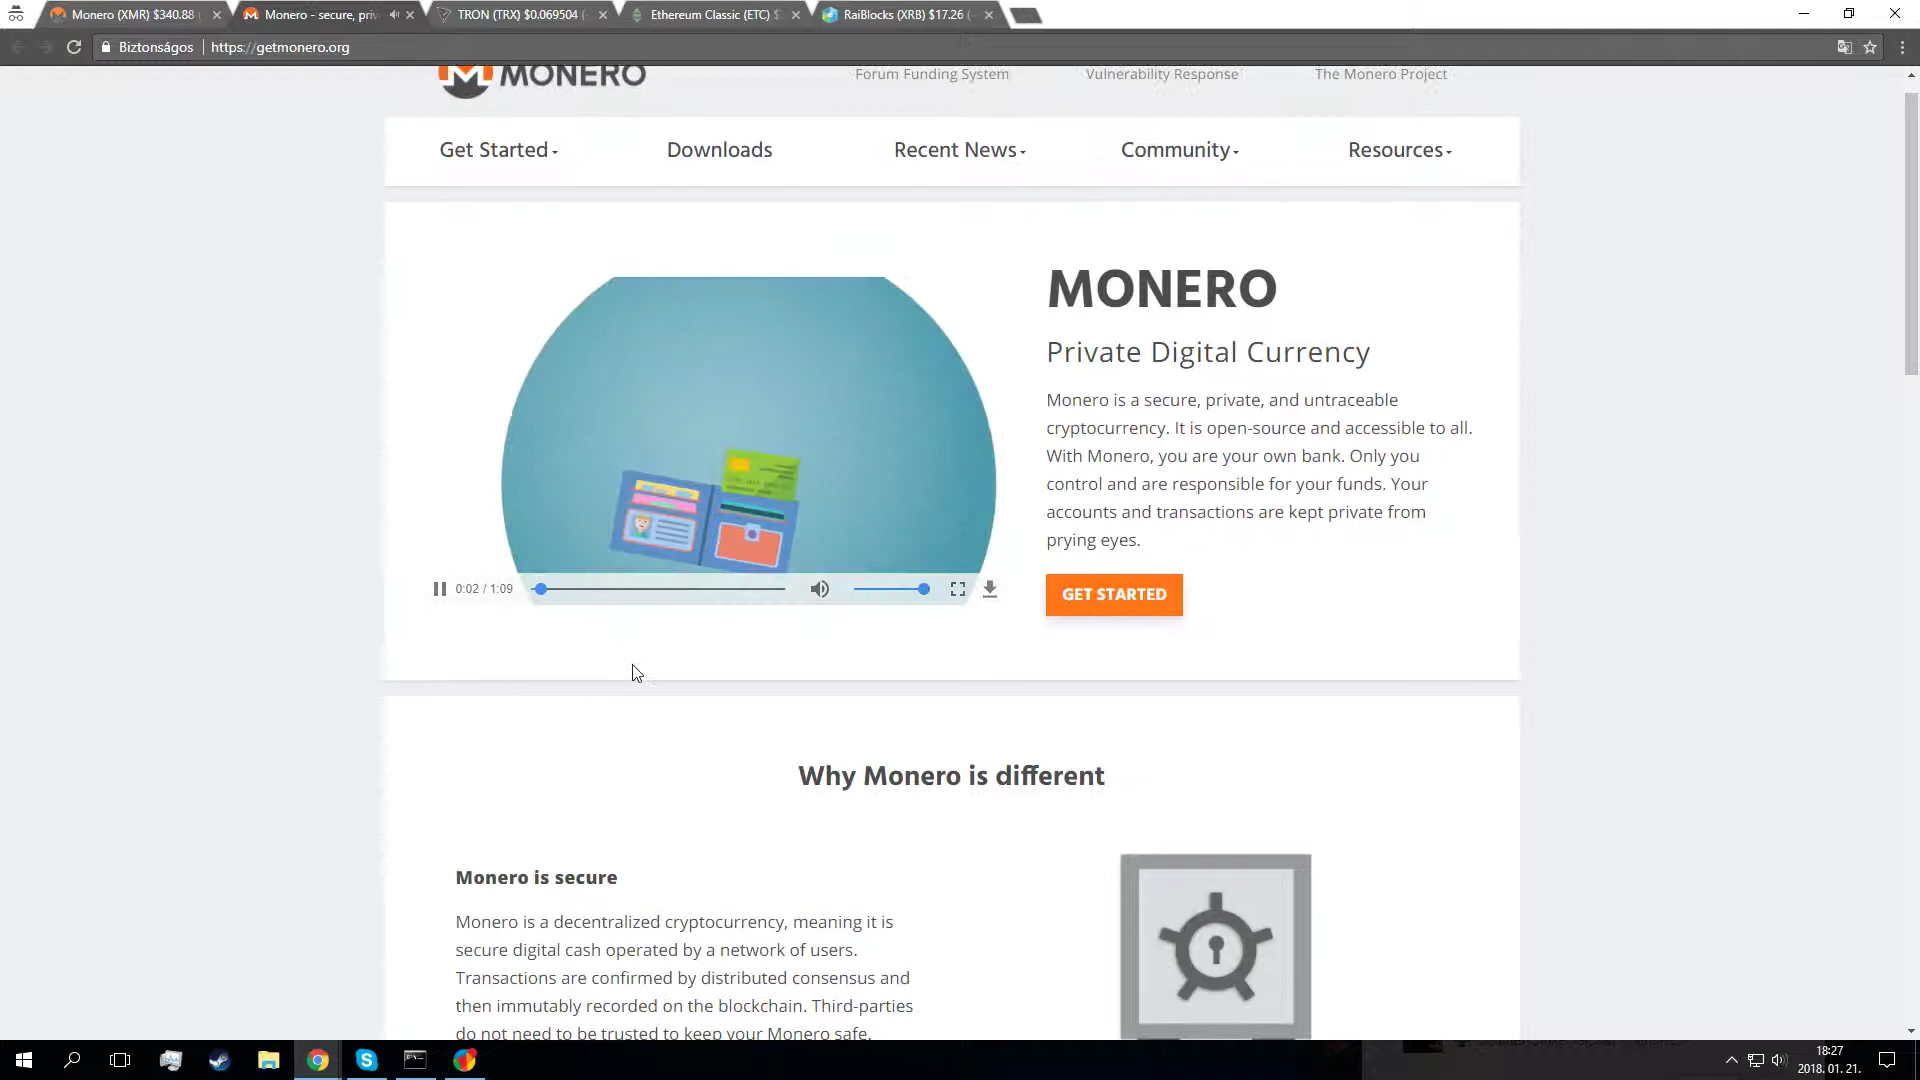 Monero (XMR) $340.88
Monero - secure, priv
TRON (TRX) $0.069504
Ethereum Classic (ETC) $
RaiBlocks (XRB) $17.26
Biztonságos
https://getmonero.org
MONERO
Forum Funding System
Vulnerability Response
The Monero Project
Get Started
Downloads
Recent News
Community
Resources
MONERO
Private Digital Currency
Monero is a secure, private, and untraceable
cryptocurrency. It is open-source and accessible to all.
With Monero, you are your own bank. Only you
control and are responsible for your funds. Your
accounts and transactions are kept private from
prying eyes.
0:02 / 1:09
GET STARTED
Why Monero is different
Monero is secure
Monero is a decentralized cryptocurrency, meaning it is
secure digital cash operated by a network of users.
Transactions are confirmed by distributed consensus and
then immutably recorded on the blockchain. Third-parties
do not need to be trusted to keep your Monero safe.
18:27
2018. 01. 21.